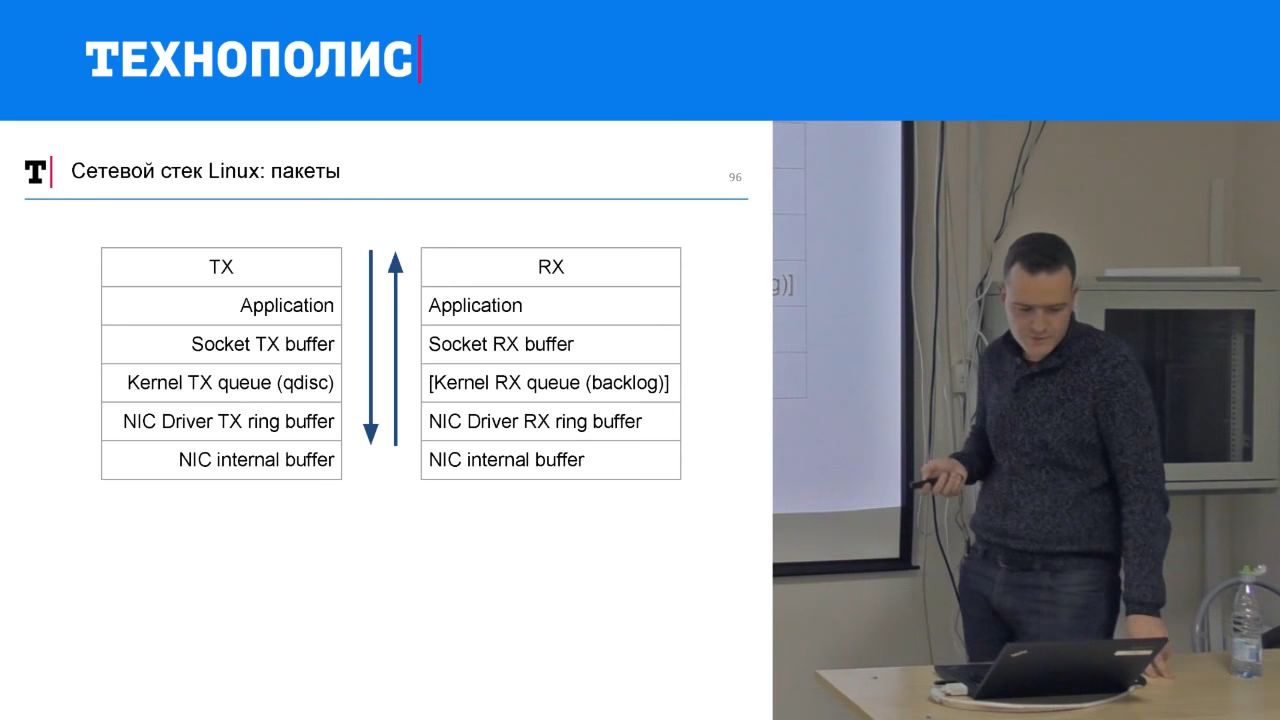 ТЕХНОПОЛИС
T
Сетевой стек Linux: пакеты
96
TX
RX
Application
Application
Socket TX buffer
Socket RX buffer
Kernel TX queue (qdisc)
[Kernel RX queue (backlog)]
NIC Driver TX ring buffer
NIC Driver RX ring buffer
NIC internal buffer
NIC internal buffer
g)]